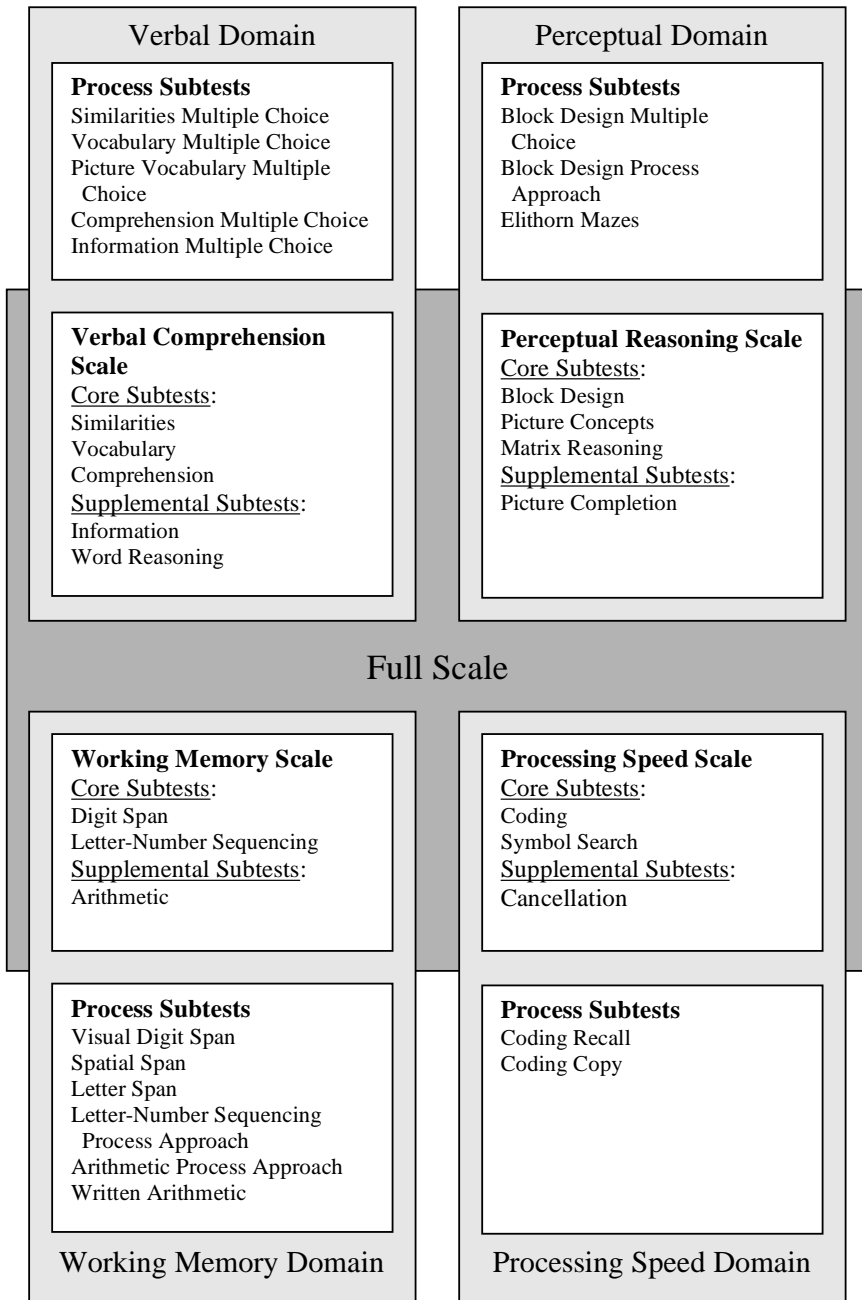 Verbal Domain
Process Subtests
Similarities Multiple Choice
Vocabulary Multiple Choice
Picture Vocabulary Multiple
Choice
Comprehension Multiple Choice
Information Multiple Choice
Verbal Comprehension
Scale
Core Subtests:
Similarities
Vocabulary
Comprehension
Supplemental Subtests:
Information
Word Reasoning
Perceptual Domain
Process Subtests
Block Design Multiple
Choice
Block Design Process
Approach
Elithorn Mazes
Perceptual Reasoning Scale
Core Subtests:
Block Design
Picture Concepts
Matrix Reasoning
Supplemental Subtests:
Picture Completion
Full Scale
Working Memory Scale
Core Subtests:
Digit Span
Letter-Number Sequencing
Supplemental Subtests:
Arithmetic
Process Subtests
Visual Digit Span
Spatial Span
Letter Span
Letter-Number Sequencing
Process Approach
Arithmetic Process Approach
Written Arithmetic
Working Memory Domain
Processing Speed Scale
Core Subtests:
Coding
Symbol Search
Supplemental Subtests:
Cancellation
Process Subtests
Coding Recall
Coding Copy
Processing Speed Domain